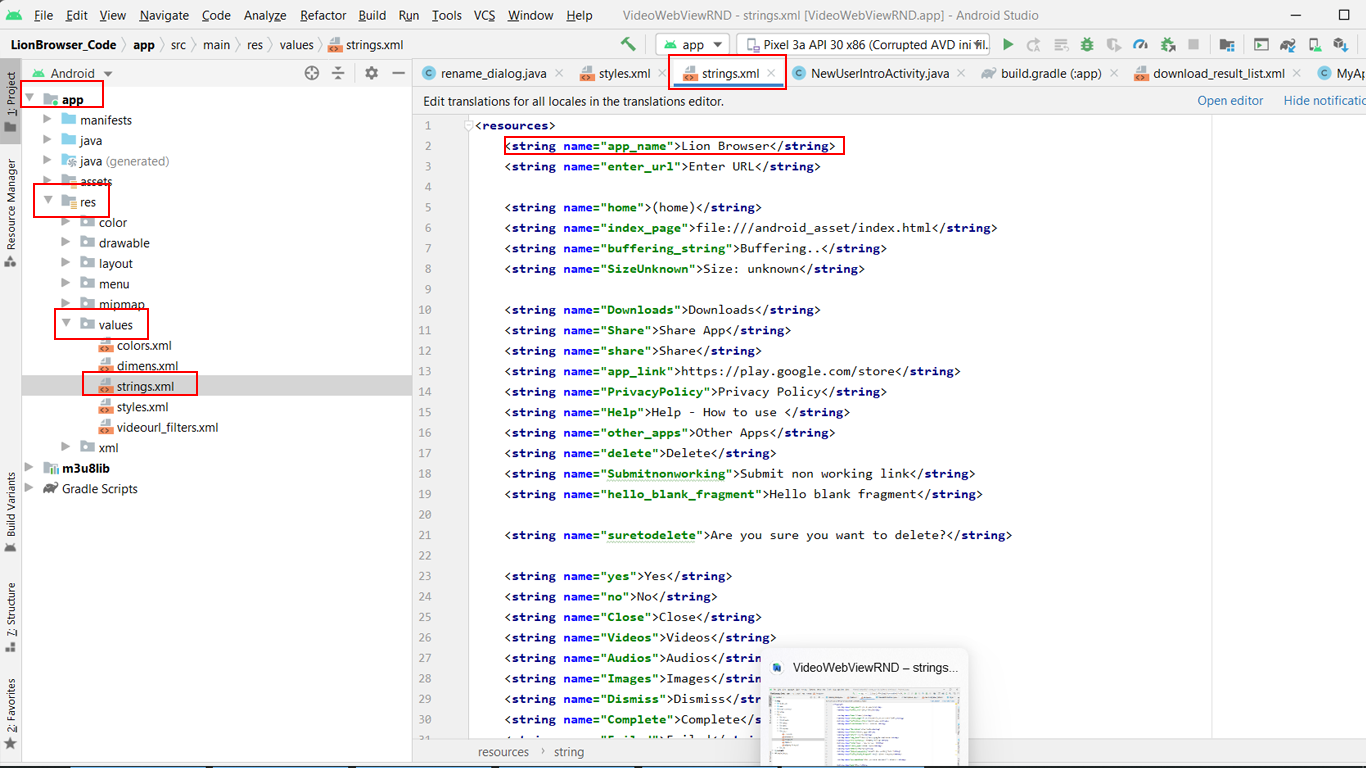 File Edit View Navigate Code Analyze Refactor Build Run Tools VCS Window Help VideoWebViewRND - strings.xml [VideoWebViewRND.app] - Android Studio
LionBrowser_Code app src main res values strings.xml app Pixel 3a API 30 x86 (Corrupted AVD ini fil..
1: Project
Resource Manager
Build Variants
7: Structure
2: Favorites
Android
app
manifests
java
java (generated)
assets
res
color
drawable
layout
menu
mipmap
values
colors.xml
dimens.xml
strings.xml
styles.xml
videourl_filters.xml
xml
m3u8lib
Gradle Scripts
rename_dialog.java styles.xml strings.xml NewUserIntroActivity.java build.gradle (:app) download_result_list.xml MyAp
Edit translations for all locales in the translations editor. Open editor Hide notificatio
1 <resources>
2 <string name="app_name">Lion Browser</string>
3 <string name="enter_url">Enter URL</string>
4
5 <string name="home">(home)</string>
6 <string name="index_page">file:///android_asset/index.html</string>
7 <string name="buffering_string">Buffering..</string>
8 <string name="SizeUnknown">Size: unknown</string>
9
10 <string name="Downloads">Downloads</string>
11 <string name="Share">Share App</string>
12 <string name="share">Share</string>
13 <string name="app_link">https://play.google.com/store</string>
14 <string name="PrivacyPolicy">Privacy Policy</string>
15 <string name="Help">Help - How to use </string>
16 <string name="other_apps">Other Apps</string>
17 <string name="delete">Delete</string>
18 <string name="Submitnonworking">Submit non working link</string>
19 <string name="hello_blank_fragment">Hello blank fragment</string>
20
21 <string name="suretodelete">Are you sure you want to delete?</string>
22
23 <string name="yes">Yes</string>
24 <string name="no">No</string>
25 <string name="Close">Close</string>
26 <string name="Videos">Videos</string>
27 <string name="Audios">Audios</strin
28 <string name="Images">Images</strin
29 <string name="Dismiss">Dismiss</str
30 <string name="Complete">Complete</s
VideoWebViewRND – strings...
resources string